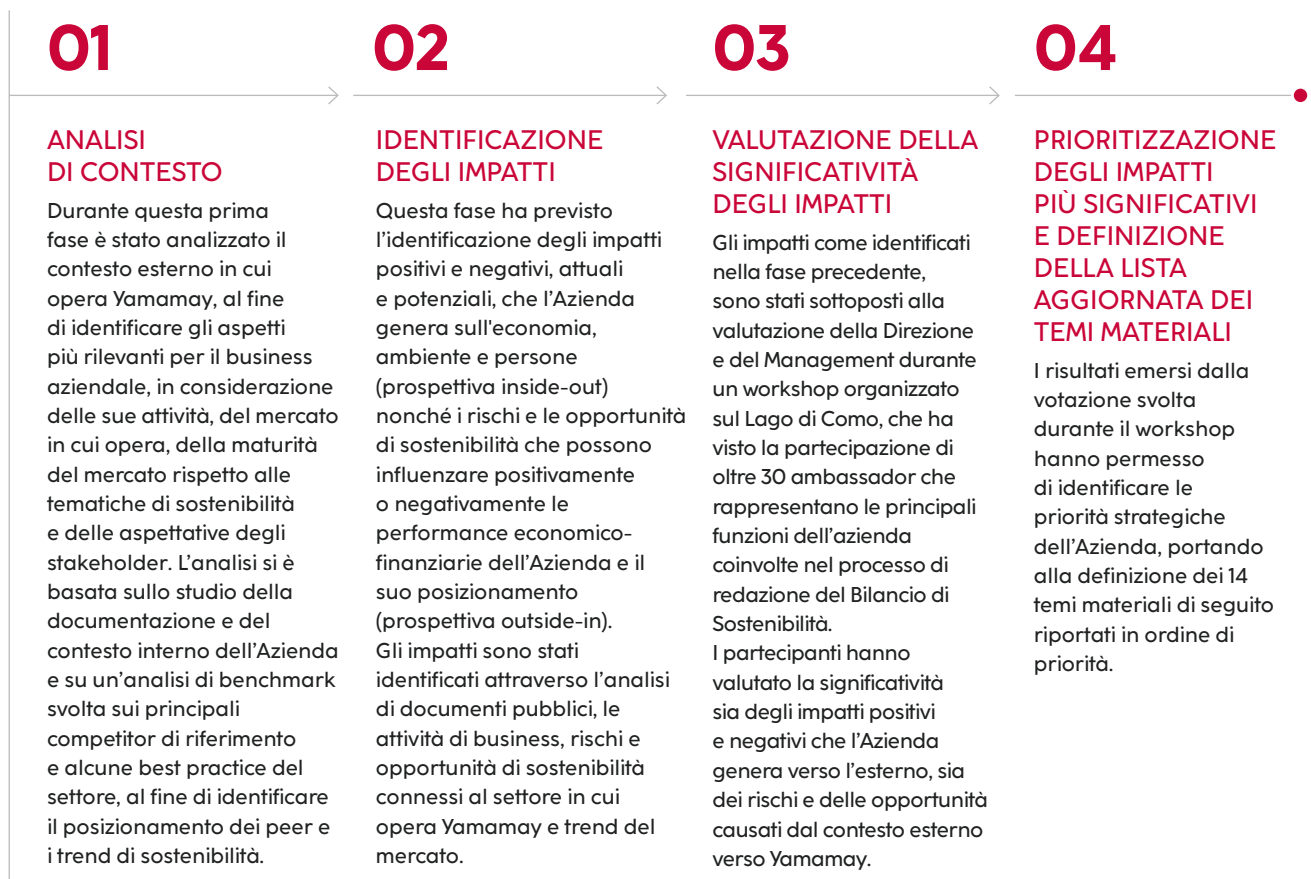 01
ANALISI
DI CONTESTO
Durante questa prima
fase è stato analizzato il
contesto esterno in cui
opera Yamamay, al fine
di identificare gli aspetti
più rilevanti per il business
aziendale, in considerazione
delle sue attività, del mercato
in cui opera, della maturità
del mercato rispetto alle
tematiche di sostenibilità
e delle aspettative degli
stakeholder. L’analisi si è
basata sullo studio della
documentazione e del
contesto interno dell’Azienda
e su un’analisi di benchmark
svolta sui principali
competitor di riferimento
e alcune best practice del
settore, al fine di identificare
il posizionamento dei peer e
i trend di sostenibilità.
02
IDENTIFICAZIONE
DEGLI IMPATTI
Questa fase ha previsto
l’identificazione degli impatti
positivi e negativi, attuali
e potenziali, che l’Azienda
genera sull'economia,
ambiente e persone
(prospettiva inside-out)
nonché i rischi e le opportunità
di sostenibilità che possono
influenzare positivamente
o negativamente le
performance economico-
finanziarie dell’Azienda e il
suo posizionamento
(prospettiva outside-in).
Gli impatti sono stati
identificati attraverso l’analisi
di documenti pubblici, le
attività di business, rischi e
opportunità di sostenibilità
connessi al settore in cui
opera Yamamay e trend del
mercato.
03
VALUTAZIONE DELLA
SIGNIFICATIVITÀ
DEGLI IMPATTI
Gli impatti come identificati
nella fase precedente,
sono stati sottoposti alla
valutazione della Direzione
e del Management durante
un workshop organizzato
sul Lago di Como, che ha
visto la partecipazione di
oltre 30 ambassador che
rappresentano le principali
funzioni dell’azienda
coinvolte nel processo di
redazione del Bilancio di
Sostenibilità.
I partecipanti hanno
valutato la significatività
sia degli impatti positivi
e negativi che l’Azienda
genera verso l’esterno, sia
dei rischi e delle opportunità
causati dal contesto esterno
verso Yamamay.
04
PRIORITIZZAZIONE
DEGLI IMPATTI
PIÙ SIGNIFICATIVI
E DEFINIZIONE
DELLA LISTA
AGGIORNATA DEI
TEMI MATERIALI
I risultati emersi dalla
votazione svolta
durante il workshop
hanno permesso
di identificare le
priorità strategiche
dell’Azienda, portando
alla definizione dei 14
temi materiali di seguito
riportati in ordine di
priorità.